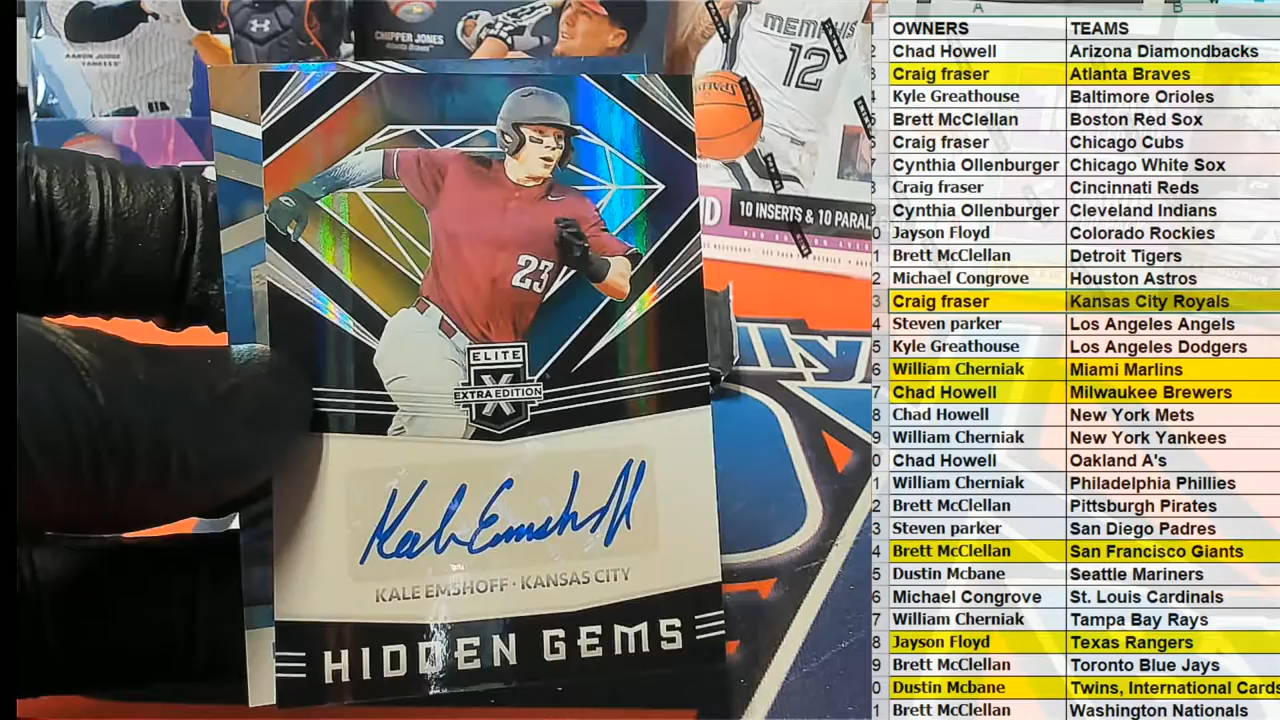 AARON JUDGE
YANKEES
CHIPPER JONES
Atlanta Braves
MEMPHIS
12
SPALDING
10 INSERTS & 10 PARAL
23
ELITE
X
EXTRA EDITION
Kale Emshoff
KALE EMSHOFF · KANSAS CITY
HIDDEN GEMS
lly
A B
OWNERS TEAMS
Chad Howell Arizona Diamondbacks
Craig fraser Atlanta Braves
Kyle Greathouse Baltimore Orioles
Brett McClellan Boston Red Sox
Craig fraser Chicago Cubs
Cynthia Ollenburger Chicago White Sox
Craig fraser Cincinnati Reds
Cynthia Ollenburger Cleveland Indians
Jayson Floyd Colorado Rockies
Brett McClellan Detroit Tigers
Michael Congrove Houston Astros
Craig fraser Kansas City Royals
Steven parker Los Angeles Angels
Kyle Greathouse Los Angeles Dodgers
William Cherniak Miami Marlins
Chad Howell Milwaukee Brewers
Chad Howell New York Mets
William Cherniak New York Yankees
Chad Howell Oakland A's
William Cherniak Philadelphia Phillies
Brett McClellan Pittsburgh Pirates
Steven parker San Diego Padres
Brett McClellan San Francisco Giants
Dustin Mcbane Seattle Mariners
Michael Congrove St. Louis Cardinals
William Cherniak Tampa Bay Rays
Jayson Floyd Texas Rangers
Brett McClellan Toronto Blue Jays
Dustin Mcbane Twins, International Cards
Brett McClellan Washington Nationals